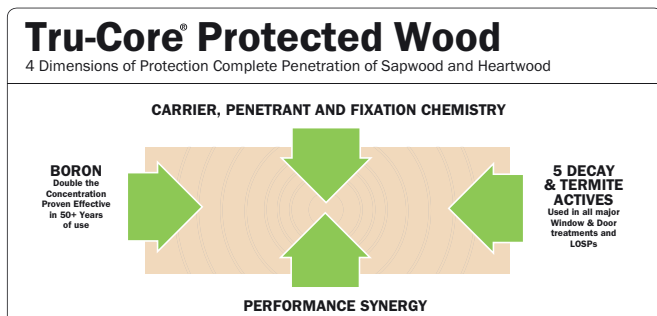 Tru-Core® Protected Wood
4 Dimensions of Protection Complete Penetration of Sapwood and Heartwood
CARRIER, PENETRANT AND FIXATION CHEMISTRY
BORON
Double the
Concentration
Proven Effective
in 50+ Years
of use
5 DECAY
& TERMITE
ACTIVES
Used in all major
Window & Door
treatments and
LOSPs
PERFORMANCE SYNERGY